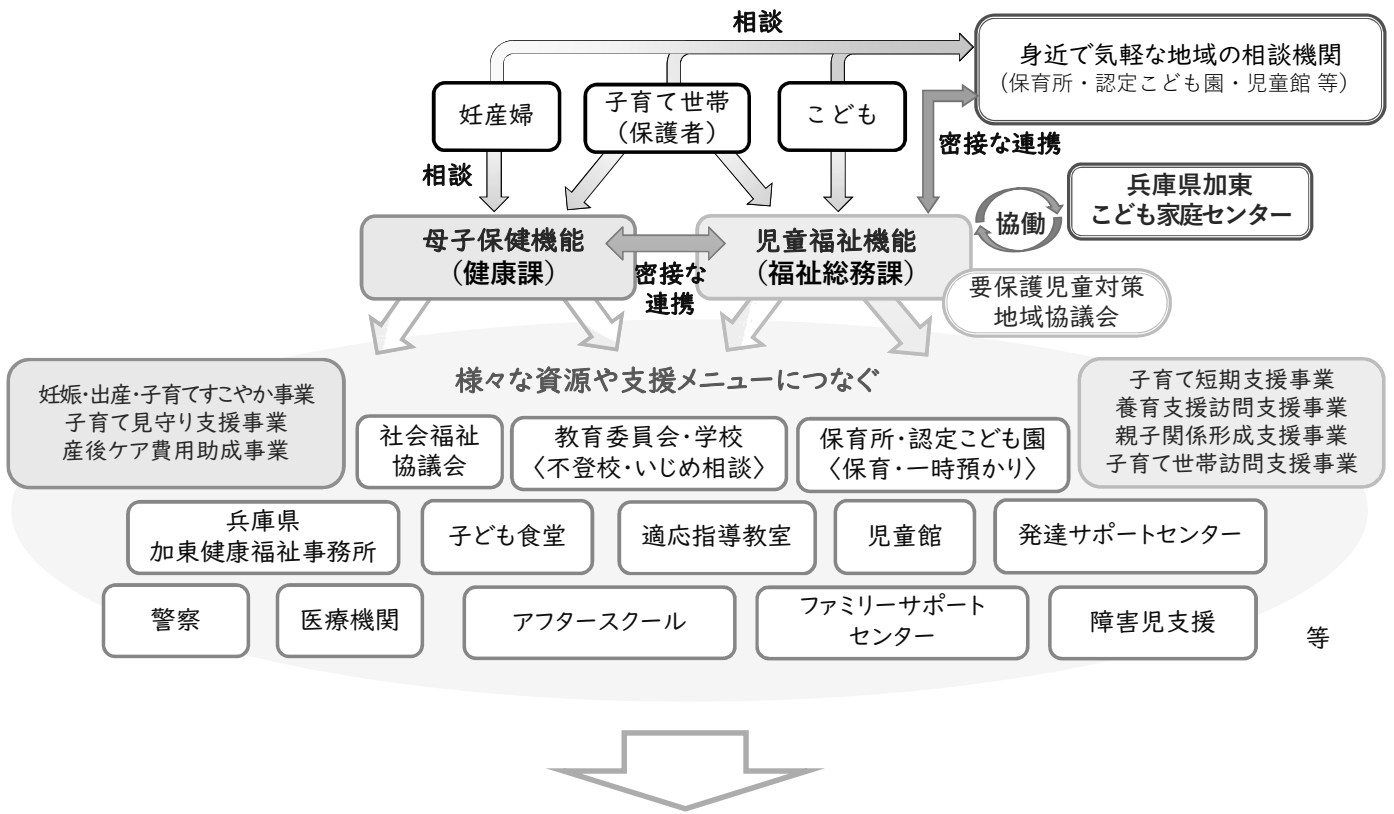 相談
身近で気軽な地域の相談機関
(保育所・認定こども園・児童館 等)
妊産婦
子育て世帯
(保護者)
こども
密接な連携
相談
兵庫県加東
こども家庭センター
協働
母子保健機能
(健康課)
密接な
連携
児童福祉機能
(福祉総務課)
要保護児童対策
地域協議会
様々な資源や支援メニューにつなぐ
妊娠・出産・子育てすこやか事業
子育て見守り支援事業
産後ケア費用助成事業
子育て短期支援事業
養育支援訪問支援事業
親子関係形成支援事業
子育て世帯訪問支援事業
社会福祉
協議会
教育委員会・学校
〈不登校・いじめ相談〉
保育所・認定こども園
〈保育・一時預かり〉
兵庫県
加東健康福祉事務所
子ども食堂
適応指導教室
児童館
発達サポートセンター
警察
医療機関
アフタースクール
ファミリーサポート
センター
障害児支援
等